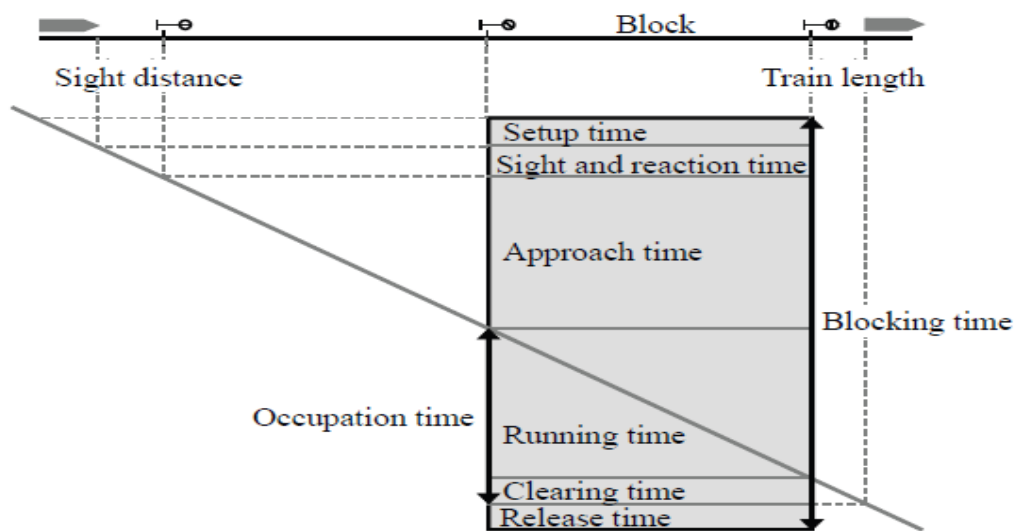 Block
Sight distance
Train length
Setup time
Sight and reaction time
Approach time
Blocking time
Occupation time
Running time
Clearing time
Release time